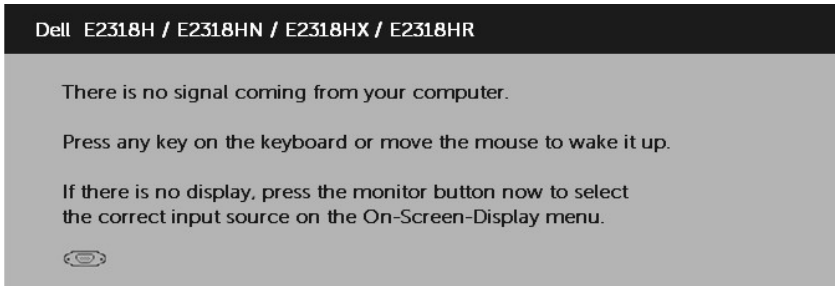 Dell E2318H / E2318HN / E2318HX / E2318HR
There is no signal coming from your computer.
Press any key on the keyboard or move the mouse to wake it up.
If there is no display, press the monitor button now to select
the correct input source on the On-Screen-Display menu.